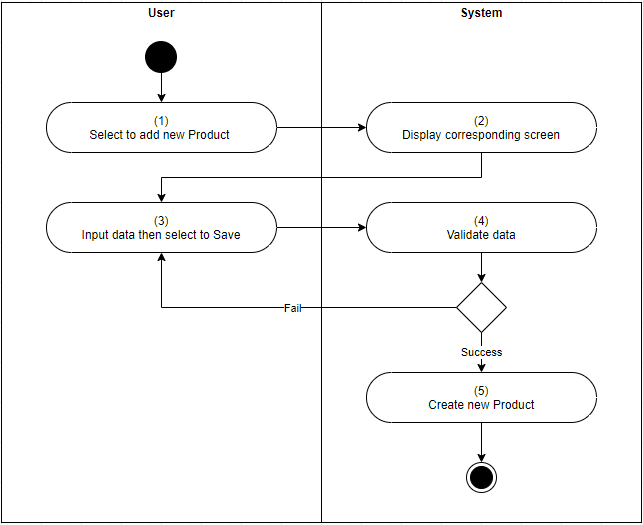 User
System
(1)
Select to add new Product
(2)
Display corresponding screen
(3)
Input data then select to Save
(4)
Validate data
Fail
Success
(5)
Create new Product